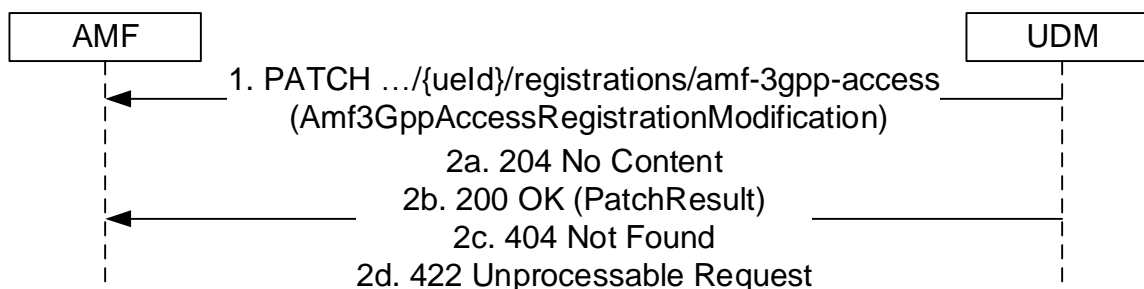 AMF
UDM
1. PATCH …/{ueId}/registrations/amf-3gpp-access
(Amf3GppAccessRegistrationModification)
2a. 204 No Content
2b. 200 OK (PatchResult)
2c. 404 Not Found
2d. 422 Unprocessable Request